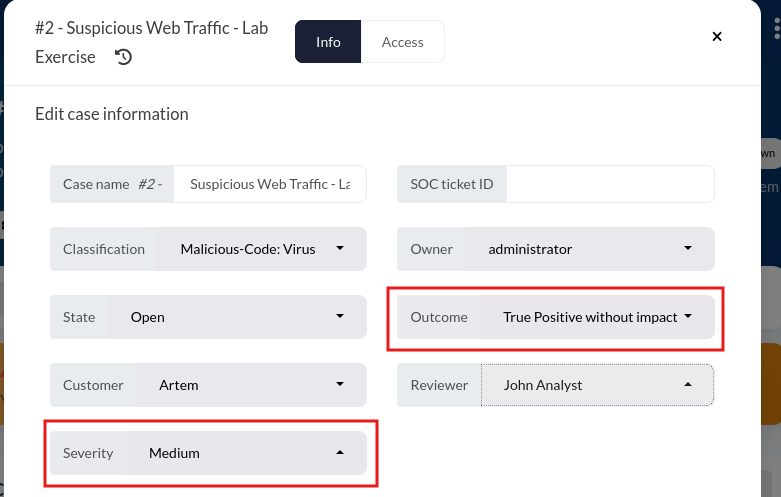 #2 - Suspicious Web Traffic - Lab
Exercise
Info
Access
Edit case information
Case name #2 - Suspicious Web Traffic - La
SOC ticket ID
Classification Malicious-Code: Virus
Owner administrator
State Open
Outcome True Positive without impact
Customer Artem
Reviewer John Analyst
Severity Medium
wn
em